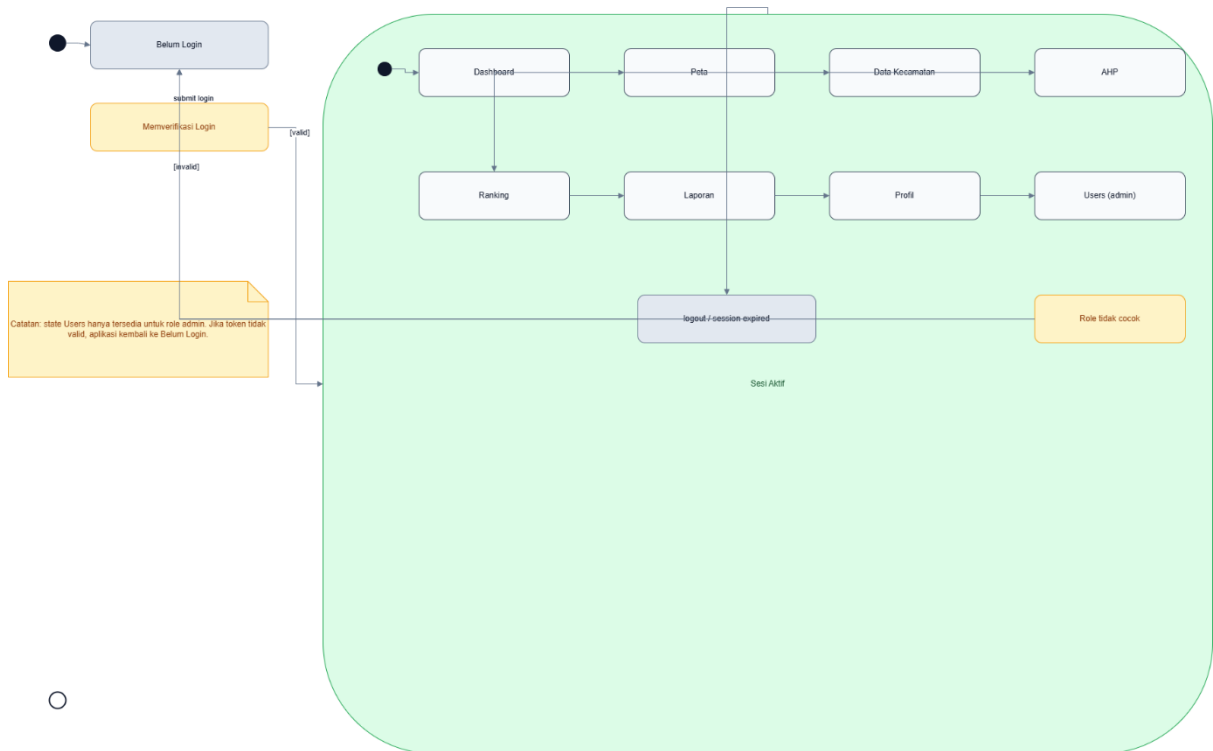 Belum Login
submit login
Memverifikasi Login
[valid]
[invalid]
Dashboard
Peta
Data Kecamatan
AHP
Ranking
Laporan
Profil
Users (admin)
Catatan: state Users hanya tersedia untuk role admin. Jika token tidak
valid, aplikasi kembali ke Belum Login.
logout / session expired
Role tidak cocok
Sesi Aktif